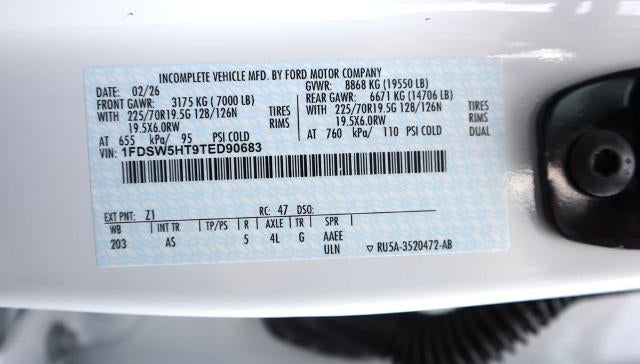 INCOMPLETE VEHICLE MFD. BY FORD MOTOR COMPANY
DATE: 02/26 GVWR: 8868 KG (19550 LB)
FRONT GAWR: 3175 KG (7000 LB) REAR GAWR: 6671 KG (14706 LB)
WITH 225/70R19.5G 128/126N TIRES WITH 225/70R19.5G 128/126N TIRES
19.5X6.0RW RIMS 19.5X6.0RW RIMS
AT 655 kPa/ 95 PSI COLD AT 760 kPa/ 110 PSI COLD DUAL
VIN: 1FDSW5HT9TED90683
EXT PNT: Z1 RC: 47 DSO:
WB INT TR TP/PS R AXLE TR SPR
203 AS 5 4L G AAEE
ULN ▽ RU5A-3520472-AB